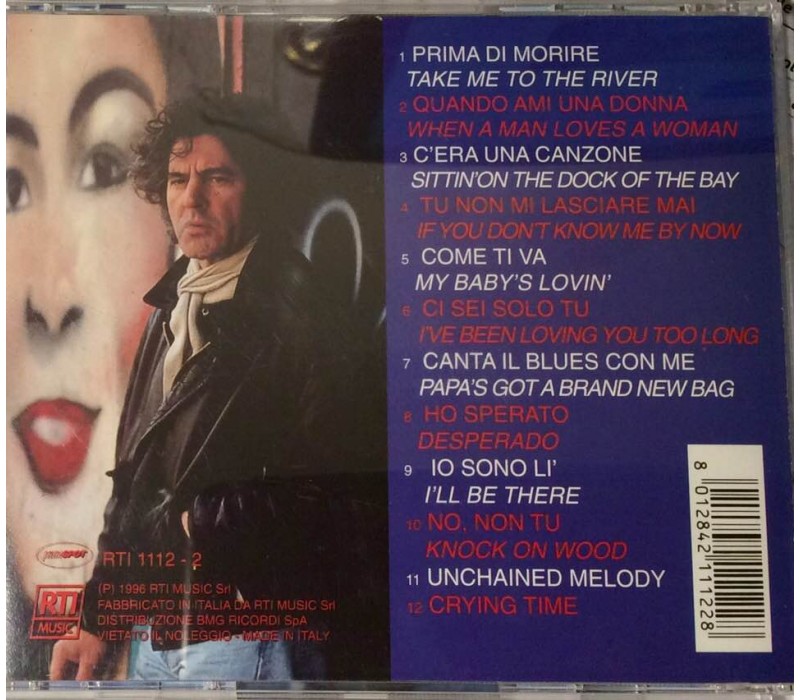 1 PRIMA DI MORIRE
TAKE ME TO THE RIVER
2 QUANDO AMI UNA DONNA
WHEN A MAN LOVES A WOMAN
3 C'ERA UNA CANZONE
SITTIN'ON THE DOCK OF THE BAY
4 TU NON MI LASCIARE MAI
IF YOU DON'T KNOW ME BY NOW
5 COME TI VA
MY BABY'S LOVIN'
6 CI SEI SOLO TU
I'VE BEEN LOVING YOU TOO LONG
7 CANTA IL BLUES CON ME
PAPA'S GOT A BRAND NEW BAG
8 HO SPERATO
DESPERADO
9 IO SONO LI'
I'LL BE THERE
10 NO, NON TU
KNOCK ON WOOD
11 UNCHAINED MELODY
12 CRYING TIME
8 012842 111228
RTI 1112 - 2
RTI
MUSIC
(P) 1996 RTI MUSIC Srl
FABBRICATO IN ITALIA DA RTI MUSIC Srl
DISTRIBUZIONE BMG RICORDI SpA
VIETATO IL NOLEGGIO - MADE IN ITALY